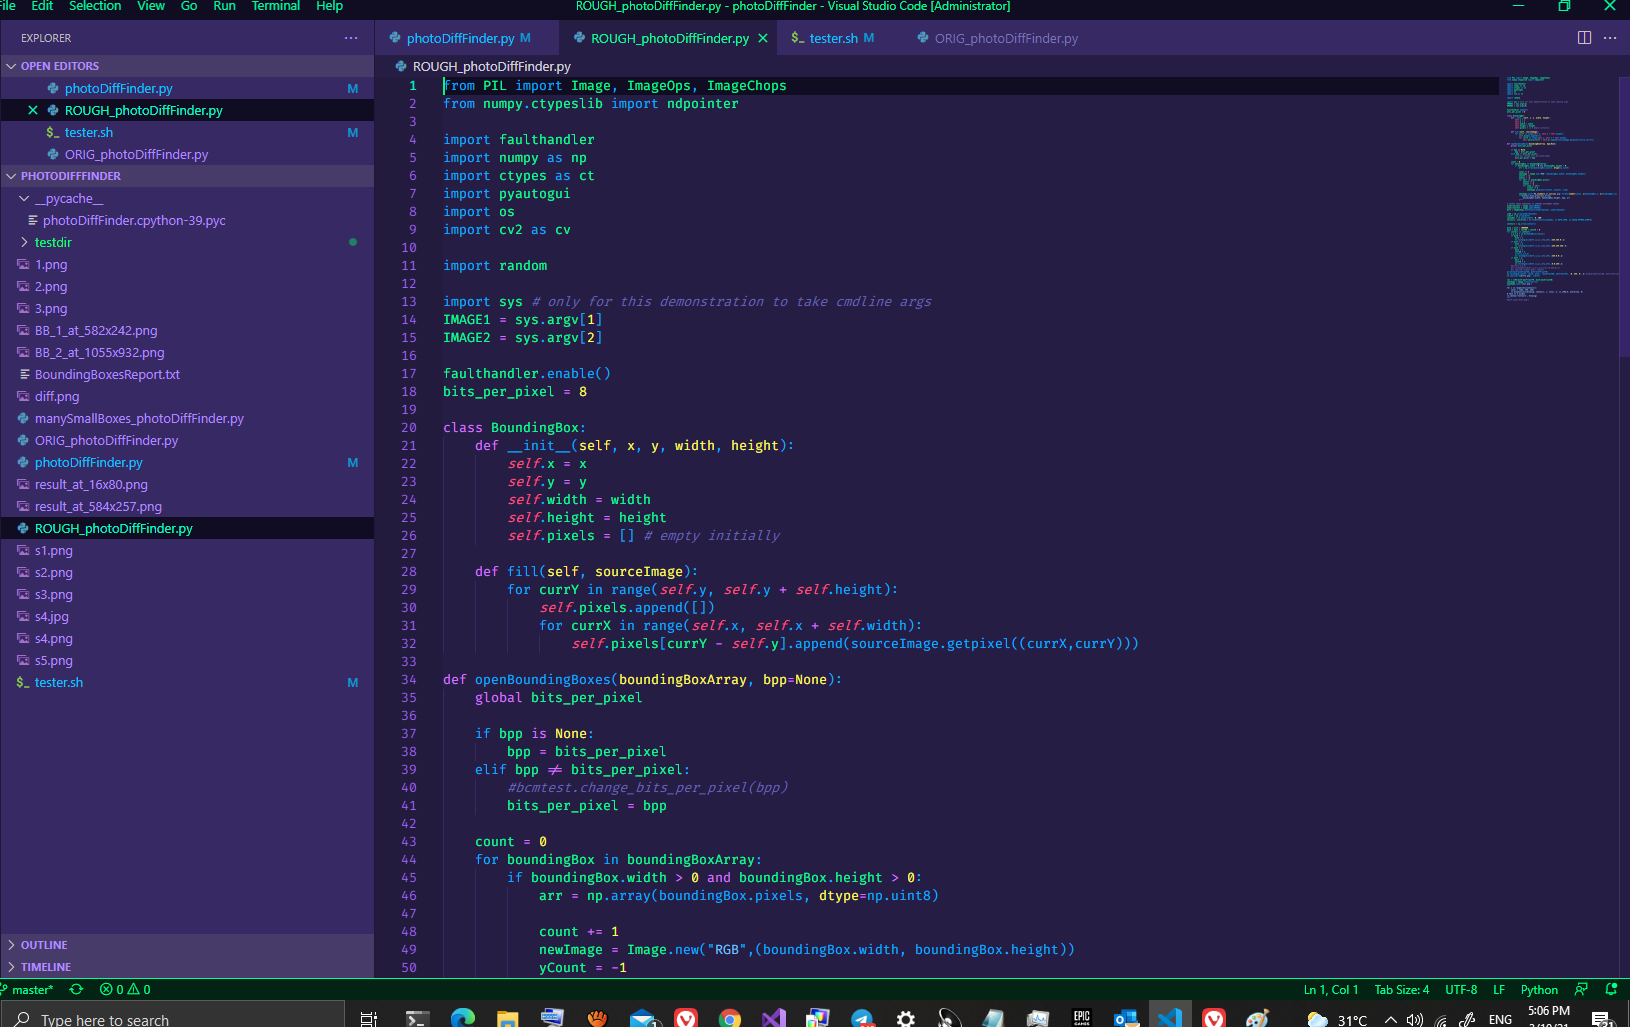 ile Edit Selection View Go Run Terminal Help ROUGH_photoDiffFinder.py - photoDiffFinder - Visual Studio Code [Administrator]
EXPLORER
OPEN EDITORS
photoDiffFinder.py M
ROUGH_photoDiffFinder.py
$_ tester.sh M
ORIG_photoDiffFinder.py
PHOTODIFFFINDER
__pycache__
photoDiffFinder.cpython-39.pyc
testdir
1.png
2.png
3.png
BB_1_at_582x242.png
BB_2_at_1055x932.png
BoundingBoxesReport.txt
diff.png
manySmallBoxes_photoDiffFinder.py
ORIG_photoDiffFinder.py
photoDiffFinder.py M
result_at_16x80.png
result_at_584x257.png
ROUGH_photoDiffFinder.py
s1.png
s2.png
s3.png
s4.jpg
s4.png
s5.png
$_ tester.sh M
OUTLINE
TIMELINE
photoDiffFinder.py M ROUGH_photoDiffFinder.py $_ tester.sh M ORIG_photoDiffFinder.py
ROUGH_photoDiffFinder.py
1 from PIL import Image, ImageOps, ImageChops
2 from numpy.ctypeslib import ndpointer
3
4 import faulthandler
5 import numpy as np
6 import ctypes as ct
7 import pyautogui
8 import os
9 import cv2 as cv
10
11 import random
12
13 import sys # only for this demonstration to take cmdline args
14 IMAGE1 = sys.argv[1]
15 IMAGE2 = sys.argv[2]
16
17 faulthandler.enable()
18 bits_per_pixel = 8
19
20 class BoundingBox:
21 def __init__(self, x, y, width, height):
22 self.x = x
23 self.y = y
24 self.width = width
25 self.height = height
26 self.pixels = [] # empty initially
27
28 def fill(self, sourceImage):
29 for currY in range(self.y, self.y + self.height):
30 self.pixels.append([])
31 for currX in range(self.x, self.x + self.width):
32 self.pixels[currY - self.y].append(sourceImage.getpixel((currX,currY)))
33
34 def openBoundingBoxes(boundingBoxArray, bpp=None):
35 global bits_per_pixel
36
37 if bpp is None:
38 bpp = bits_per_pixel
39 elif bpp ≠ bits_per_pixel:
40 #bcmtest.change_bits_per_pixel(bpp)
41 bits_per_pixel = bpp
42
43 count = 0
44 for boundingBox in boundingBoxArray:
45 if boundingBox.width > 0 and boundingBox.height > 0:
46 arr = np.array(boundingBox.pixels, dtype=np.uint8)
47
48 count += 1
49 newImage = Image.new("RGB",(boundingBox.width, boundingBox.height))
50 yCount = -1
master* 0 0 Ln 1, Col 1 Tab Size: 4 UTF-8 LF Python
Type here to search 31°C ENG 5:06 PM